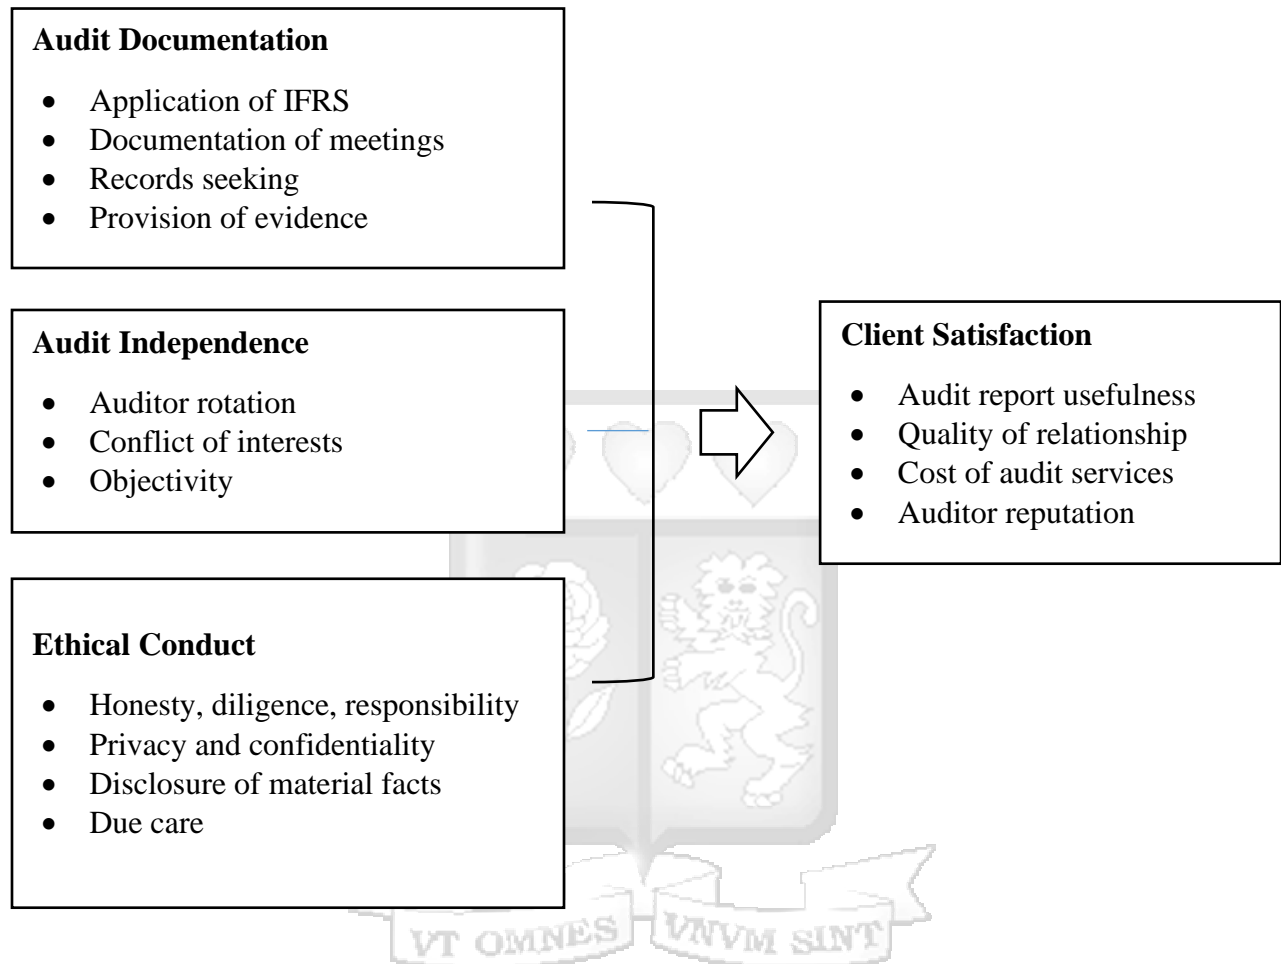 Audit Documentation
• Application of IFRS
• Documentation of meetings
• Records seeking
• Provision of evidence
Audit Independence
• Auditor rotation
• Conflict of interests
• Objectivity
Ethical Conduct
• Honesty, diligence, responsibility
• Privacy and confidentiality
• Disclosure of material facts
• Due care
Client Satisfaction
• Audit report usefulness
• Quality of relationship
• Cost of audit services
• Auditor reputation
VT OMNES VNVM SINT